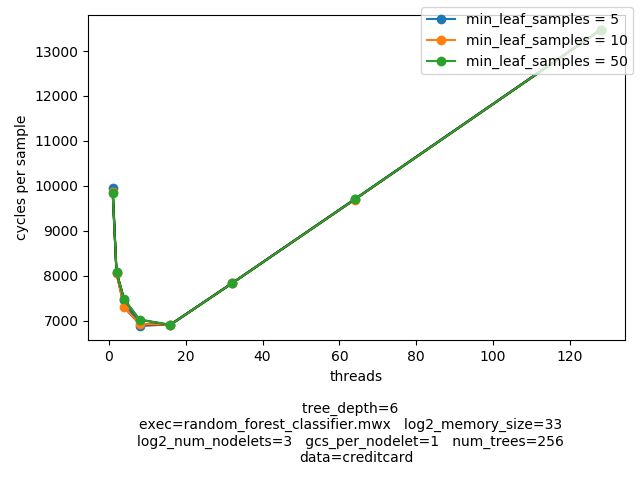 min_leaf_samples = 5
min_leaf_samples = 10
min_leaf_samples = 50
13000
12000
11000
10000
9000
8000
7000
cycles per sample
0 20 40 60 80 100 120
threads
tree_depth=6
exec=random_forest_classifier.mwx log2_memory_size=33
log2_num_nodelets=3 gcs_per_nodelet=1 num_trees=256
data=creditcard